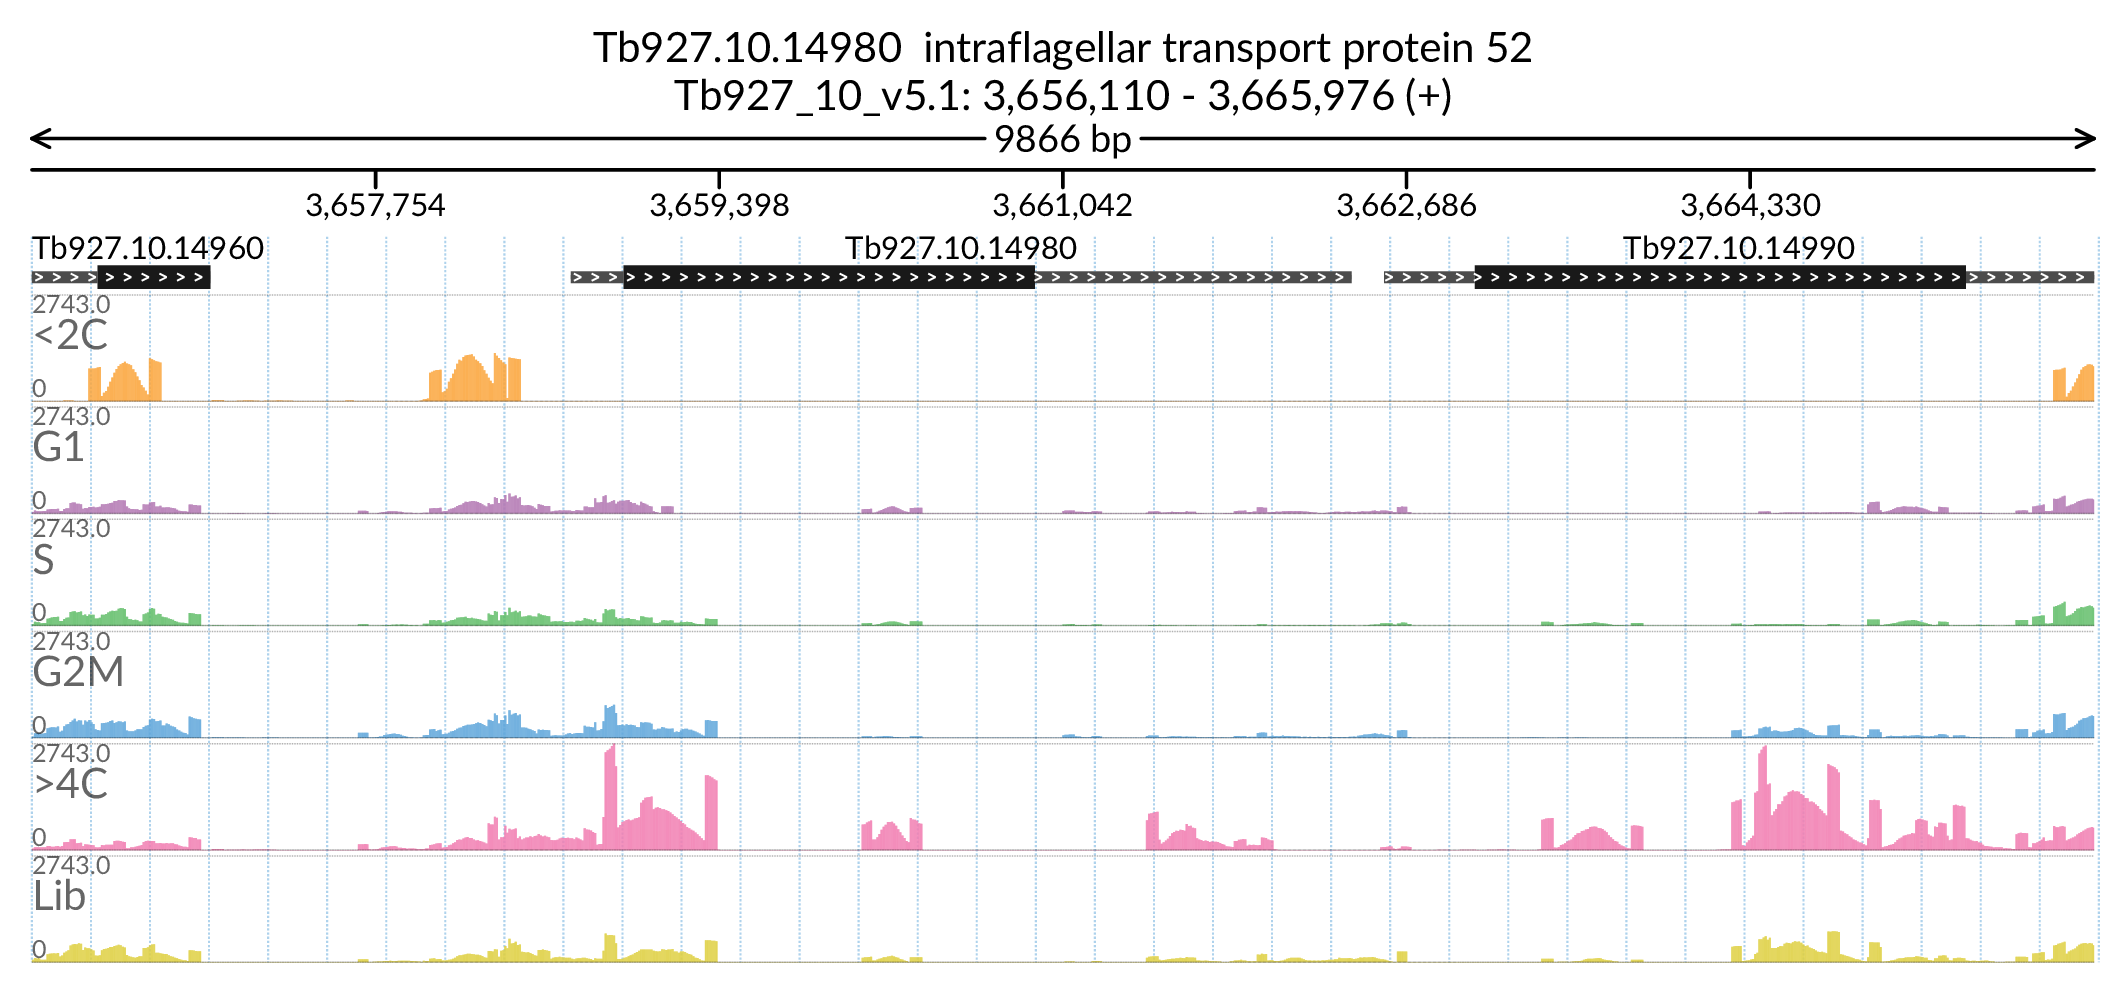 Tb927.10.14980 intraflagellar transport protein 52
Tb927_10_v5.1: 3,656,110 - 3,665,976 (+)
9866 bp
3,657,754 3,659,398 3,661,042 3,662,686 3,664,330
Tb927.10.14960 Tb927.10.14980 Tb927.10.14990
2743.0
<2C
0
2743.0
G1
0
2743.0
S
0
2743.0
G2M
0
2743.0
>4C
0
2743.0
Lib
0